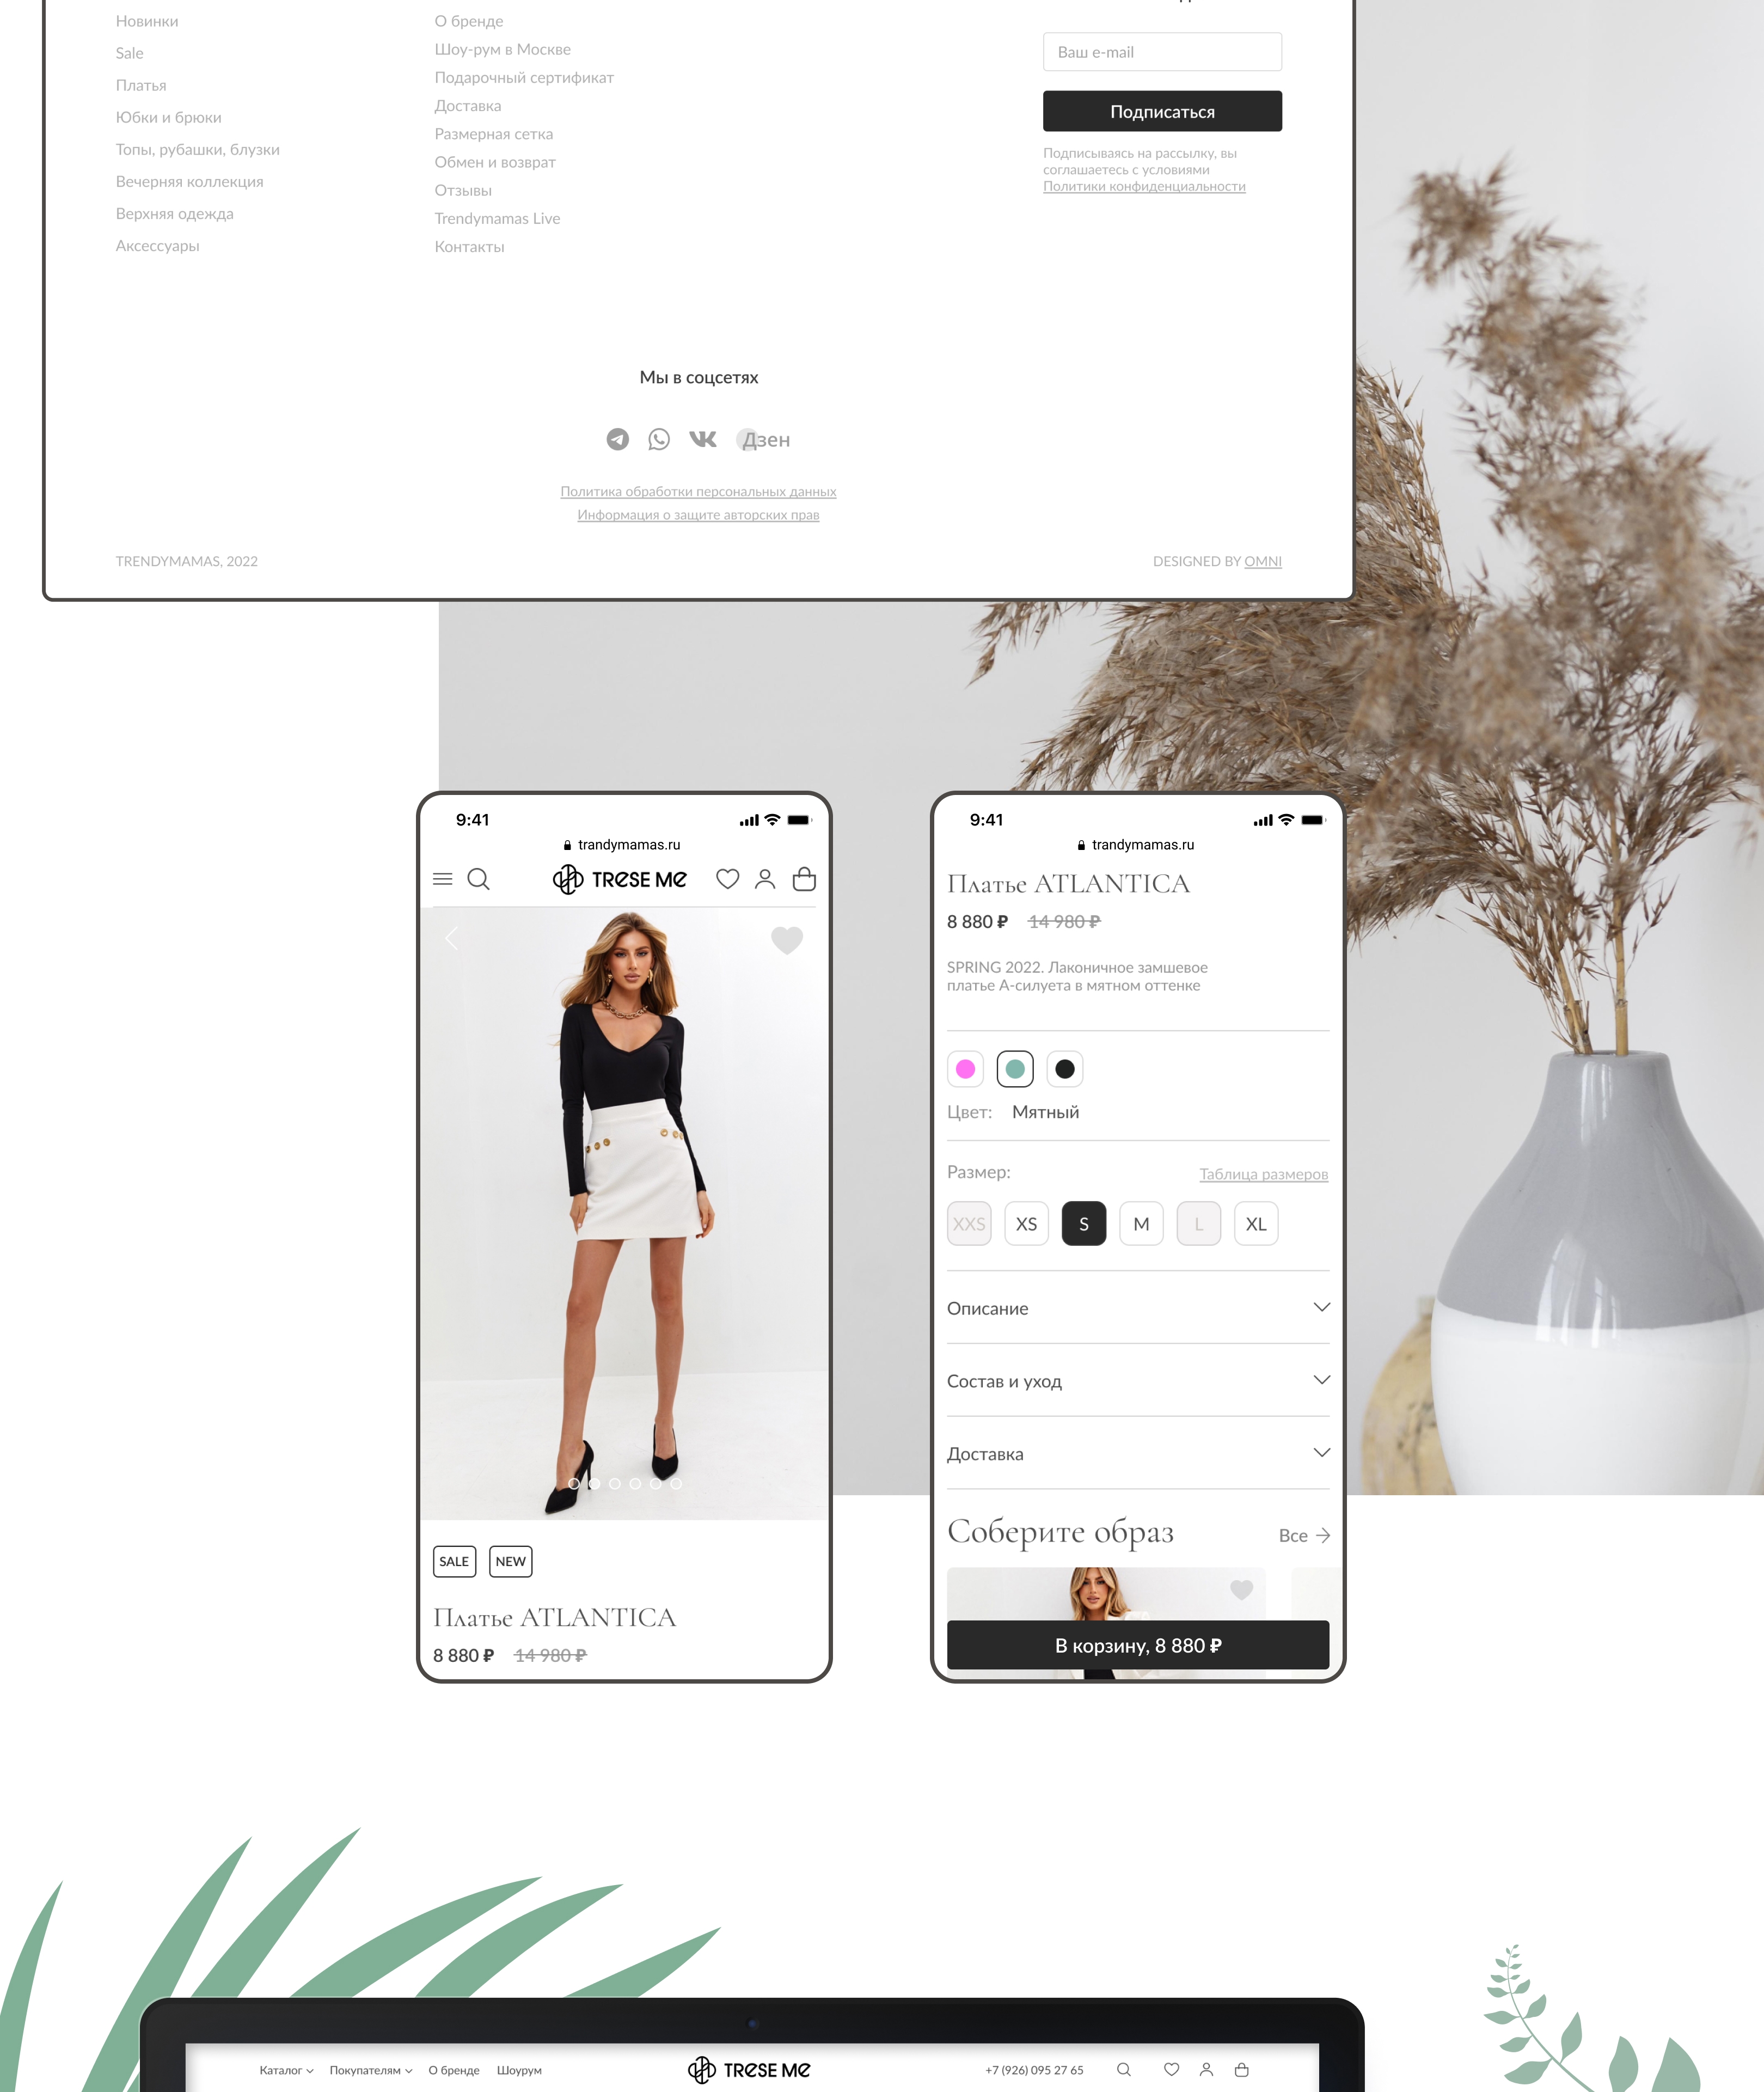 Новинки
Sale
Платья
Юбки и брюки
Топы, рубашки, блузки
Вечерняя коллекция
Верхняя одежда
Аксессуары
О бренде
Шоу-рум в Москве
Подарочный сертификат
Доставка
Размерная сетка
Обмен и возврат
Отзывы
Trendymamas Live
Контакты
Ваш e-mail
Подписаться
Подписываясь на рассылку, вы
соглашаетесь с условиями
Политики конфиденциальности
Мы в соцсетях
Дзен
Политика обработки персональных данных
Информация о защите авторских прав
TRENDYMAMAS, 2022
DESIGNED BY OMNI
9:41
trandymamas.ru
TRESE ME
SALE NEW
Платье ATLANTICA
8 880 ₽ 14 980 ₽
9:41
trandymamas.ru
Платье ATLANTICA
8 880 ₽ 14 980 ₽
SPRING 2022. Лаконичное замшевое
платье А-силуета в мятном оттенке
Цвет: Мятный
Размер: Таблица размеров
XXS XS S M L XL
Описание
Состав и уход
Доставка
Соберите образ Все
В корзину, 8 880 ₽
Каталог Покупателям О бренде Шоурум TRESE ME +7 (926) 095 27 65